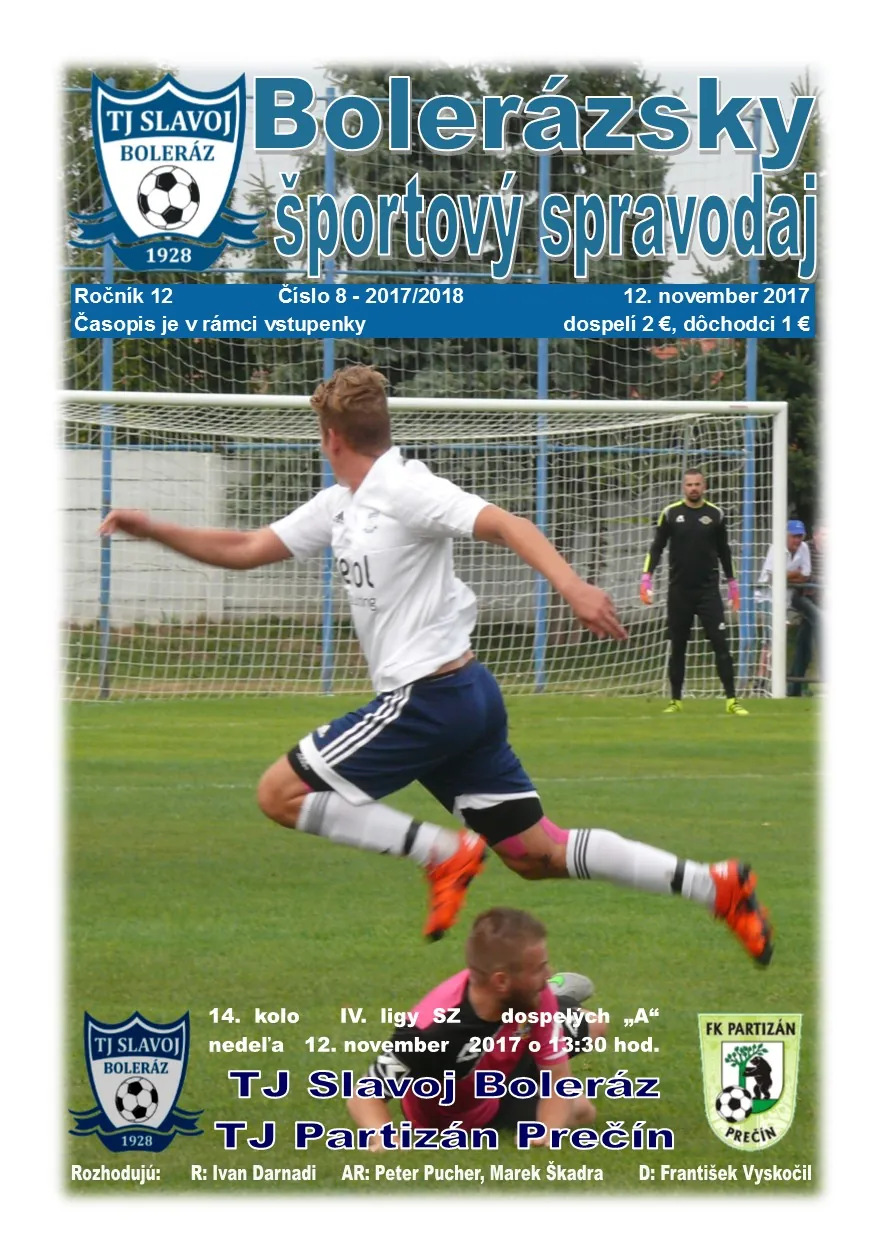 TJ SLAVOJ
BOLERÁZ
1928
Bolerázsky
športový spravodaj
Ročník 12 Číslo 8 - 2017/2018 12. november 2017
Časopis je v rámci vstupenky dospelí 2 €, dôchodci 1 €
eol
14. kolo IV. ligy SZ dospelých „A“
nedeľa 12. november 2017 o 13:30 hod.
TJ Slavoj Boleráz
TJ Partizán Prečín
TJ SLAVOJ
BOLERÁZ
1928
FK PARTIZÁN
PREČÍN
Rozhodujú: R: Ivan Darnadi AR: Peter Pucher, Marek Škadra D: František Vyskočil